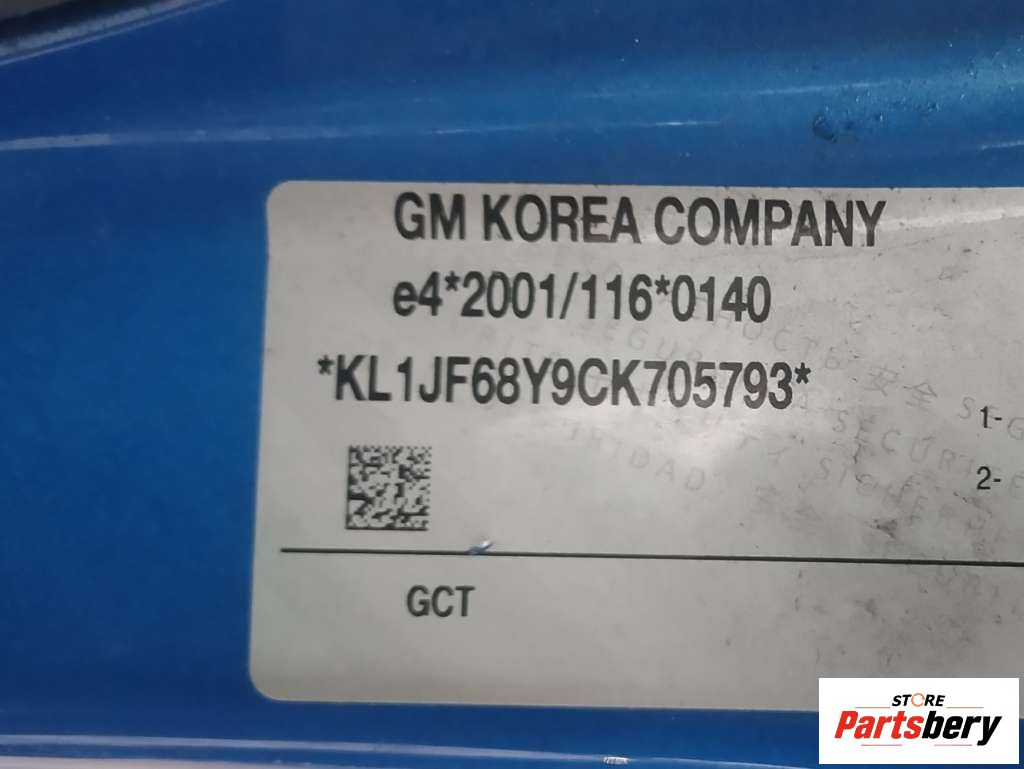 GM KOREA COMPANY
e4*2001/116*0140
*KL1JF68Y9CK705793*
1-
2-
GCT
STORE
Partsbery